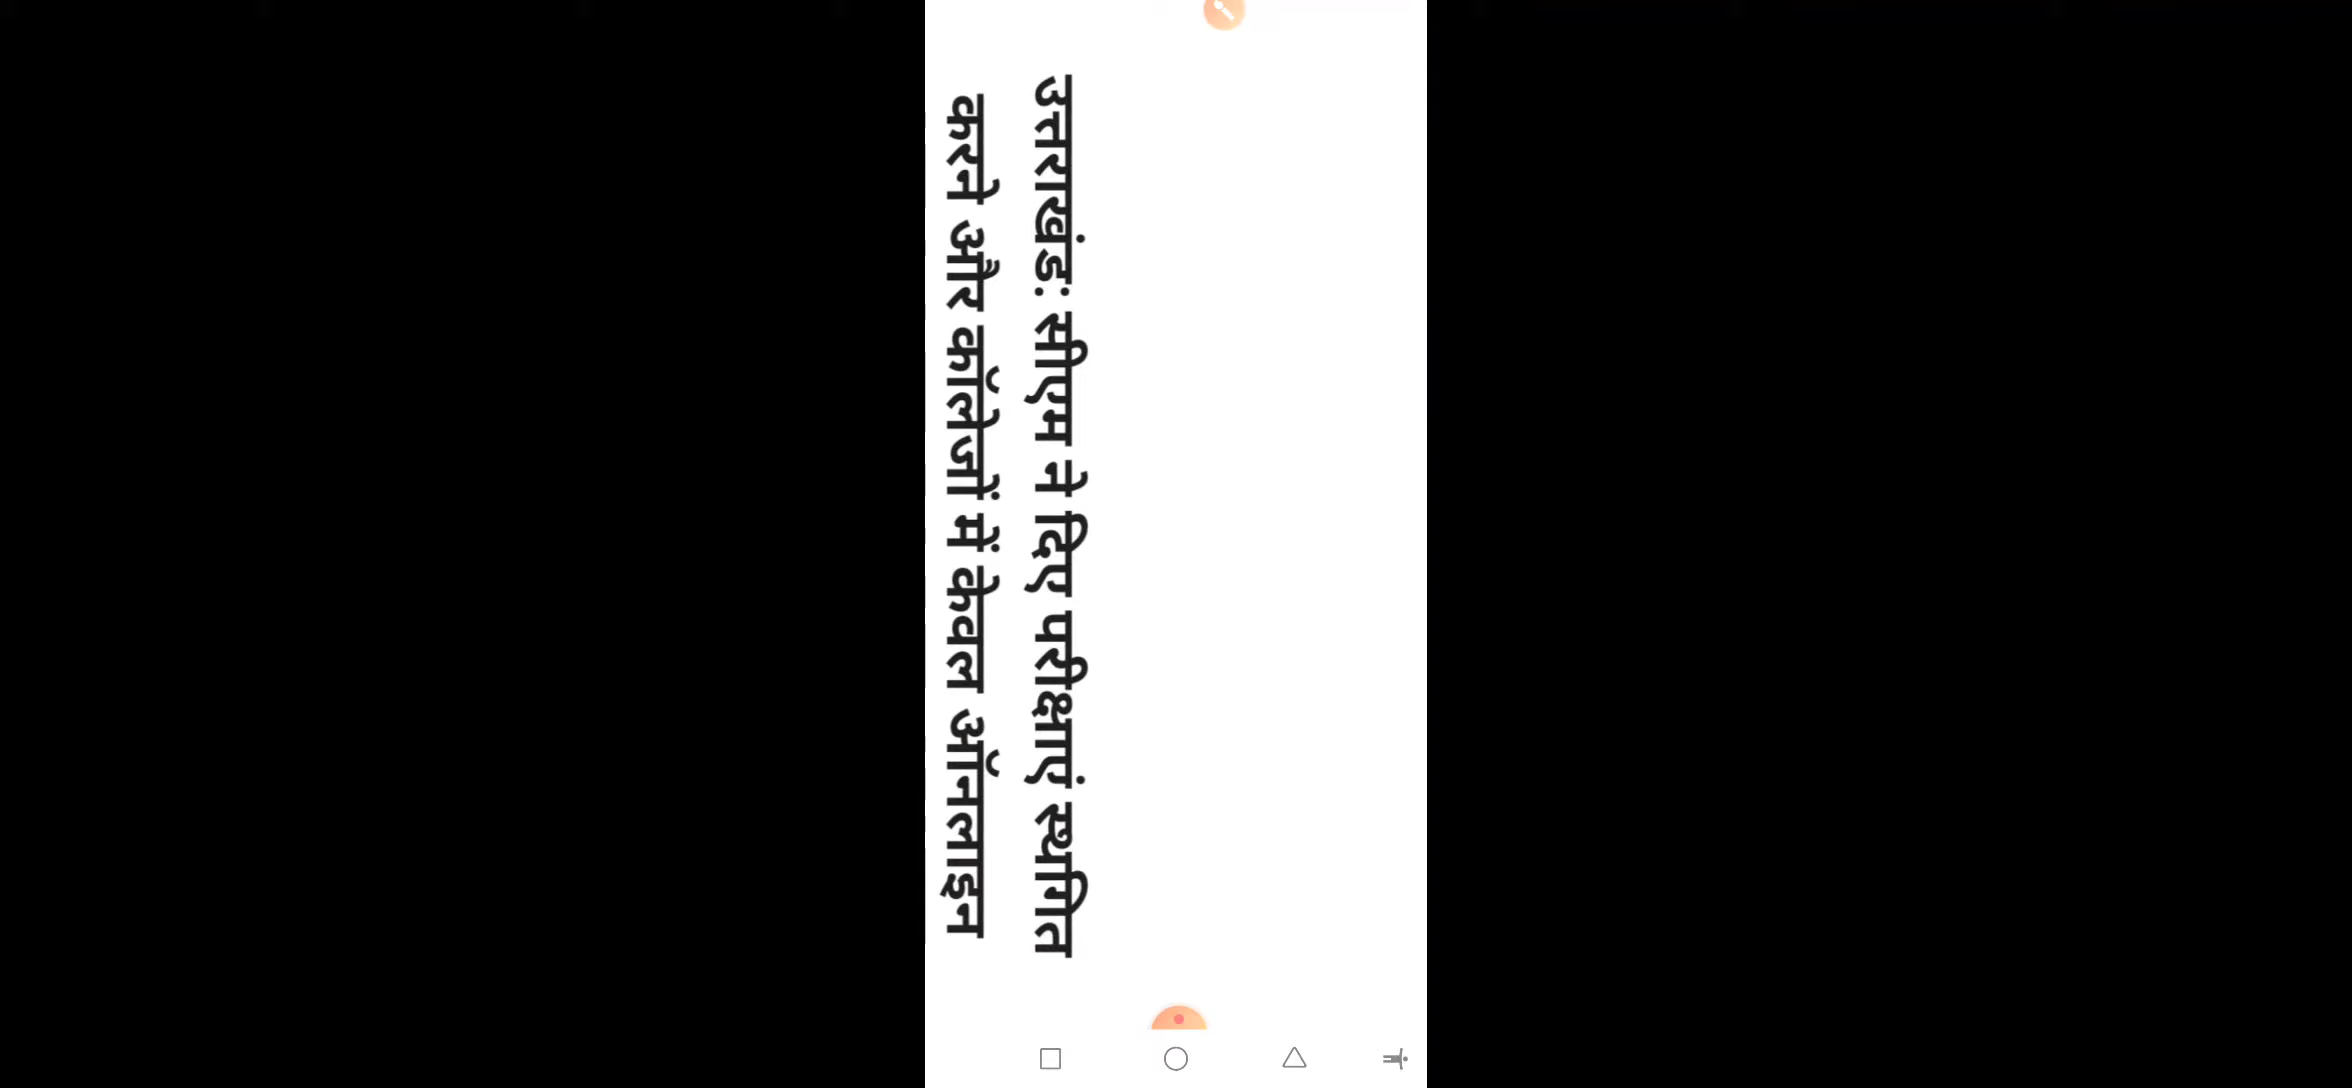 उत्तराखंड: सीएम ने दिए परीक्षाएं स्थगित
करने और कॉलेजों में केवल ऑनलाइन